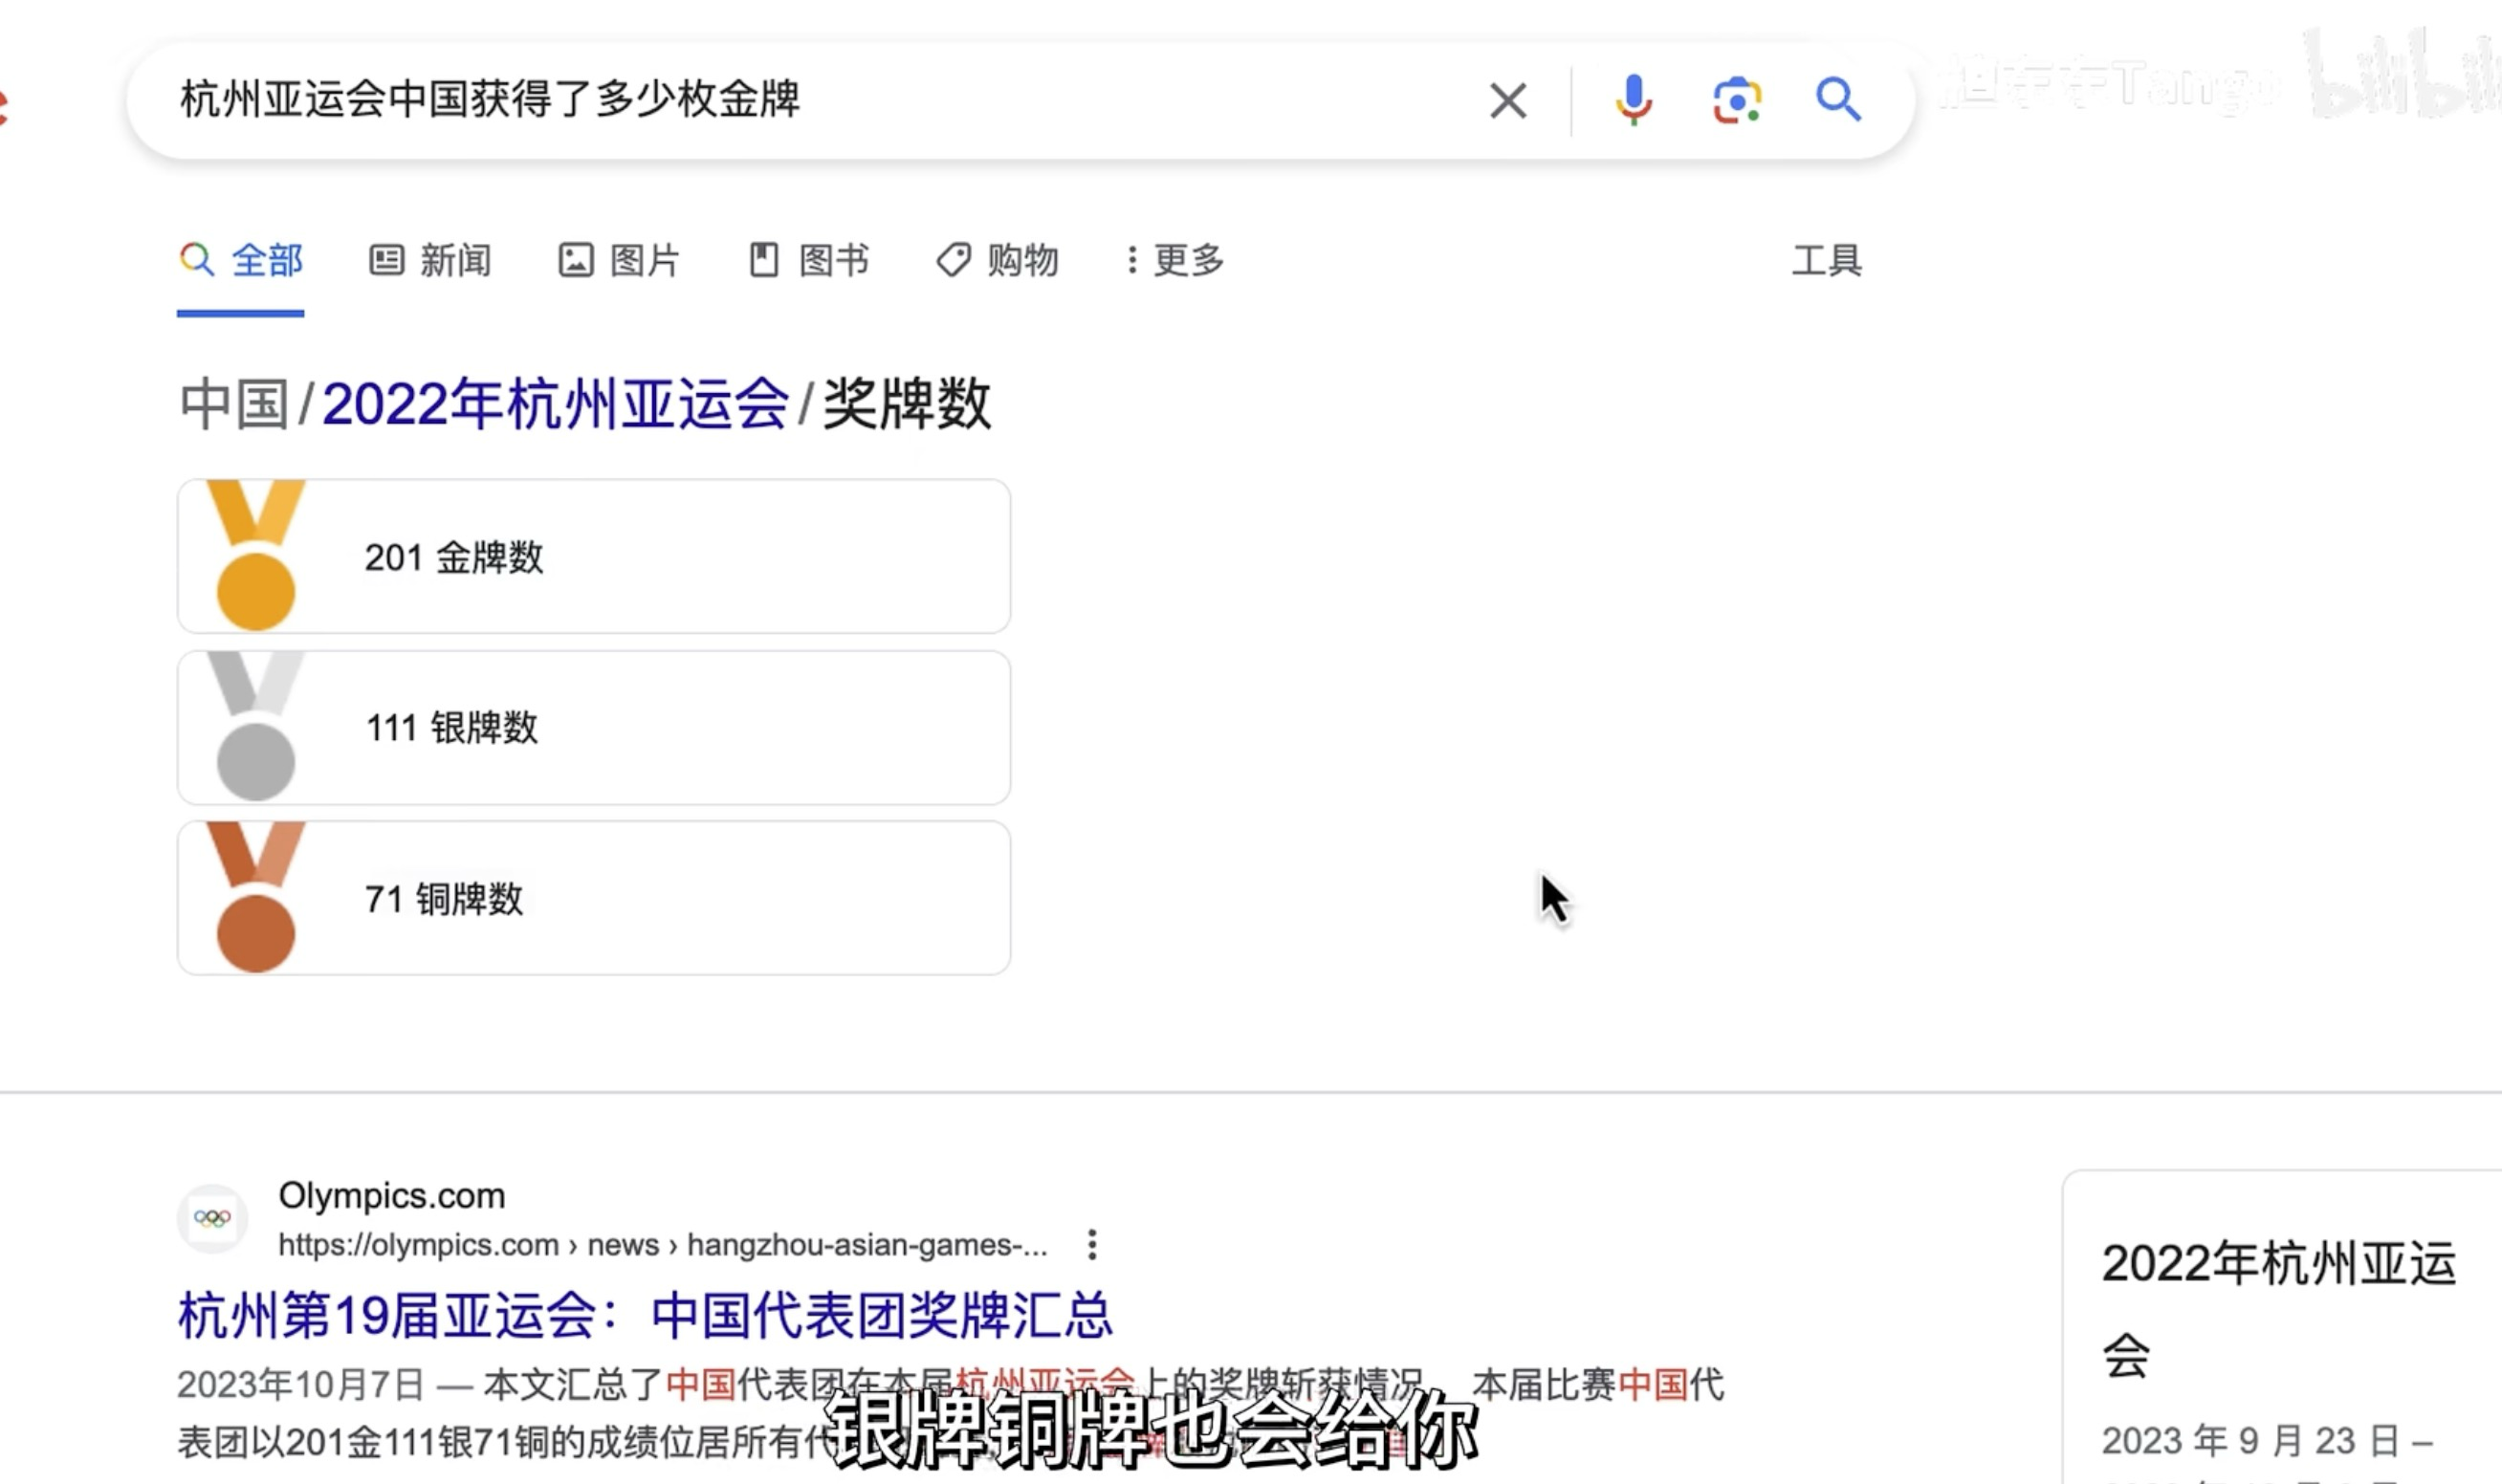 杭州亚运会中国获得了多少枚金牌
Tango bilibili
全部 新闻 图片 图书 购物 更多 工具
中国/2022年杭州亚运会/奖牌数
201 金牌数
111 银牌数
71 铜牌数
Olympics.com
https://olympics.com › news › hangzhou-asian-games-...
杭州第19届亚运会：中国代表团奖牌汇总
2023年10月7日 — 本文汇总了中国代表团在本届杭州亚运会上的奖牌斩获情况。 本届比赛中国代
表团以201金111银71铜的成绩位居所有代
银牌铜牌也会给你
2022年杭州亚运
会
2023 年 9 月 23 日 –